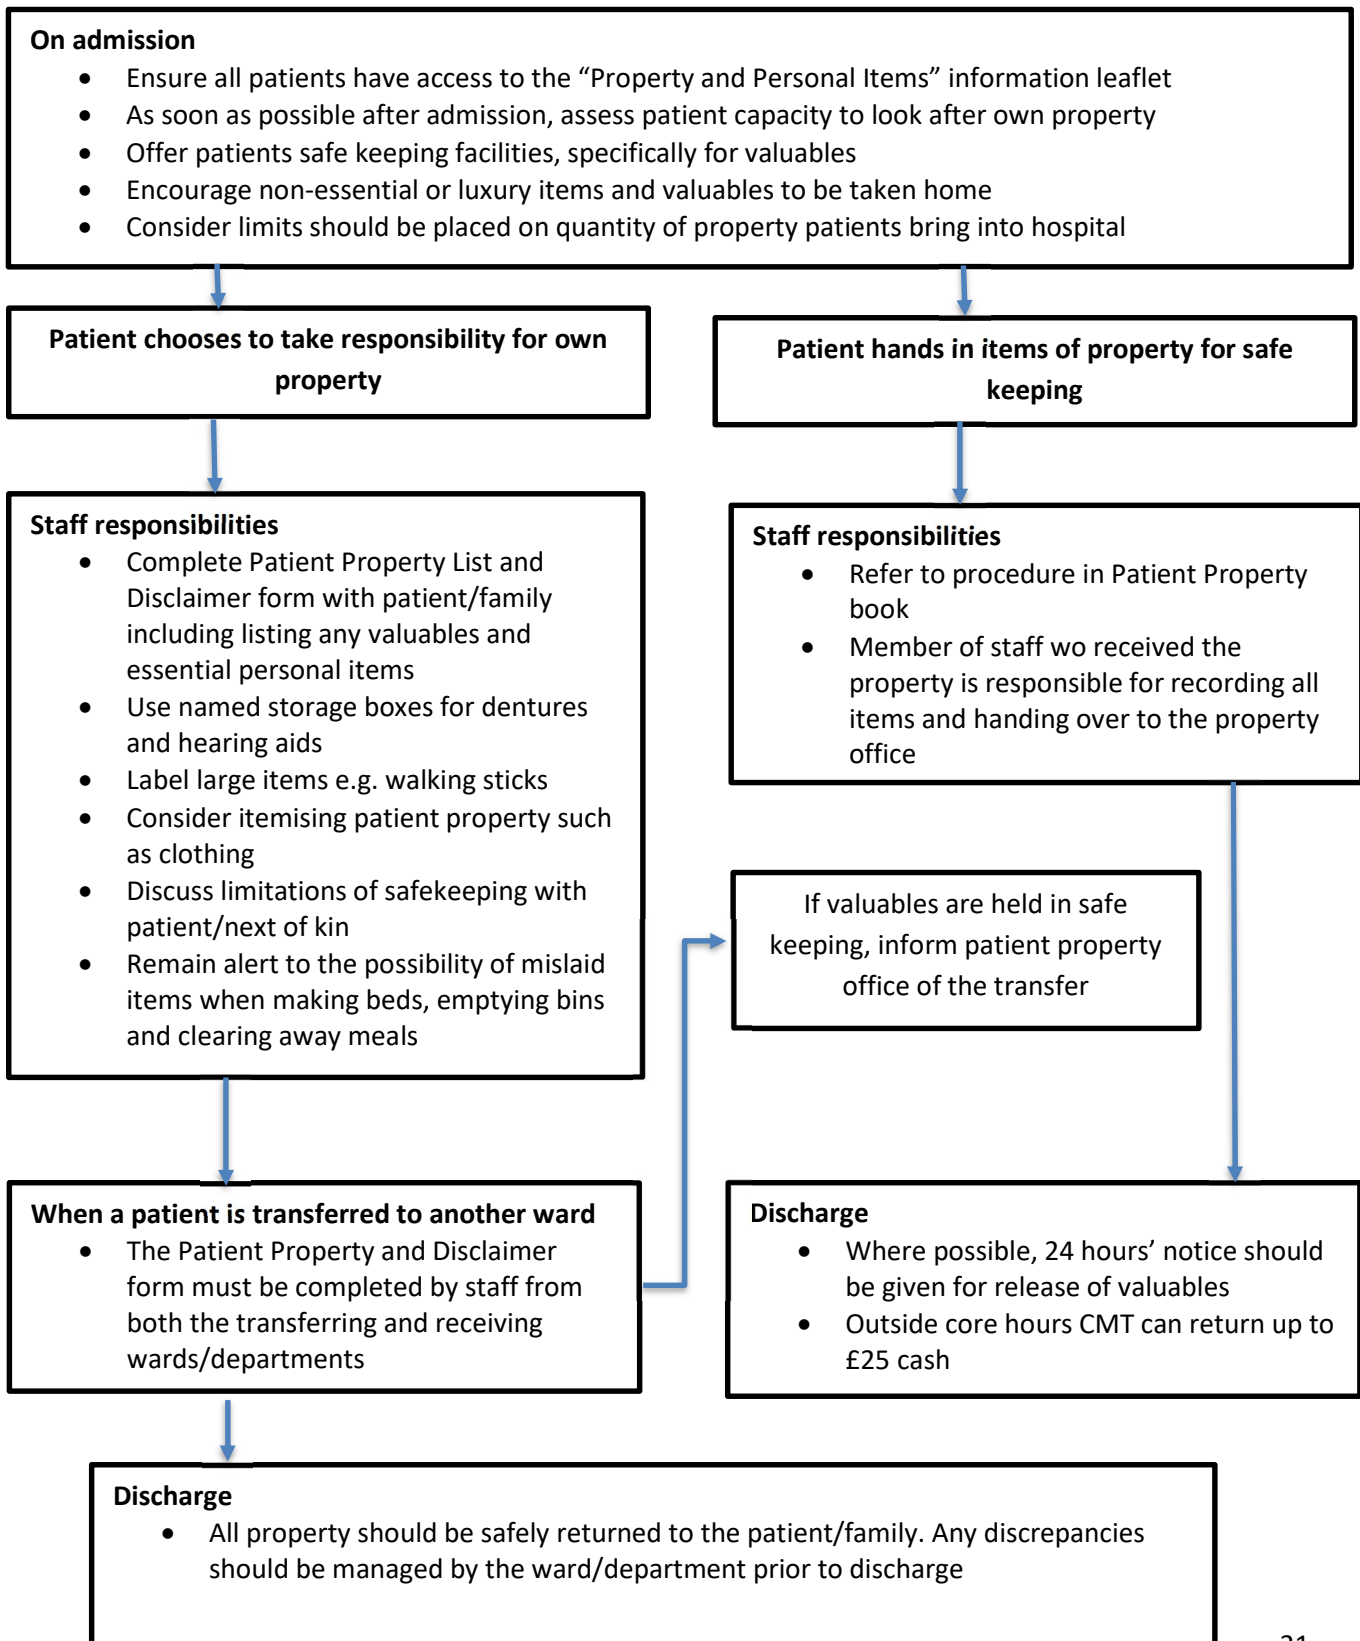 On admission
• Ensure all patients have access to the “Property and Personal Items” information leaflet
• As soon as possible after admission, assess patient capacity to look after own property
• Offer patients safe keeping facilities, specifically for valuables
• Encourage non-essential or luxury items and valuables to be taken home
• Consider limits should be placed on quantity of property patients bring into hospital
Patient chooses to take responsibility for own
property
Patient hands in items of property for safe
keeping
Staff responsibilities
• Complete Patient Property List and
Disclaimer form with patient/family
including listing any valuables and
essential personal items
• Use named storage boxes for dentures
and hearing aids
• Label large items e.g. walking sticks
• Consider itemising patient property such
as clothing
• Discuss limitations of safekeeping with
patient/next of kin
• Remain alert to the possibility of mislaid
items when making beds, emptying bins
and clearing away meals
Staff responsibilities
• Refer to procedure in Patient Property
book
• Member of staff wo received the
property is responsible for recording all
items and handing over to the property
office
If valuables are held in safe
keeping, inform patient property
office of the transfer
When a patient is transferred to another ward
• The Patient Property and Disclaimer
form must be completed by staff from
both the transferring and receiving
wards/departments
Discharge
• Where possible, 24 hours’ notice should
be given for release of valuables
• Outside core hours CMT can return up to
£25 cash
Discharge
• All property should be safely returned to the patient/family. Any discrepancies
should be managed by the ward/department prior to discharge